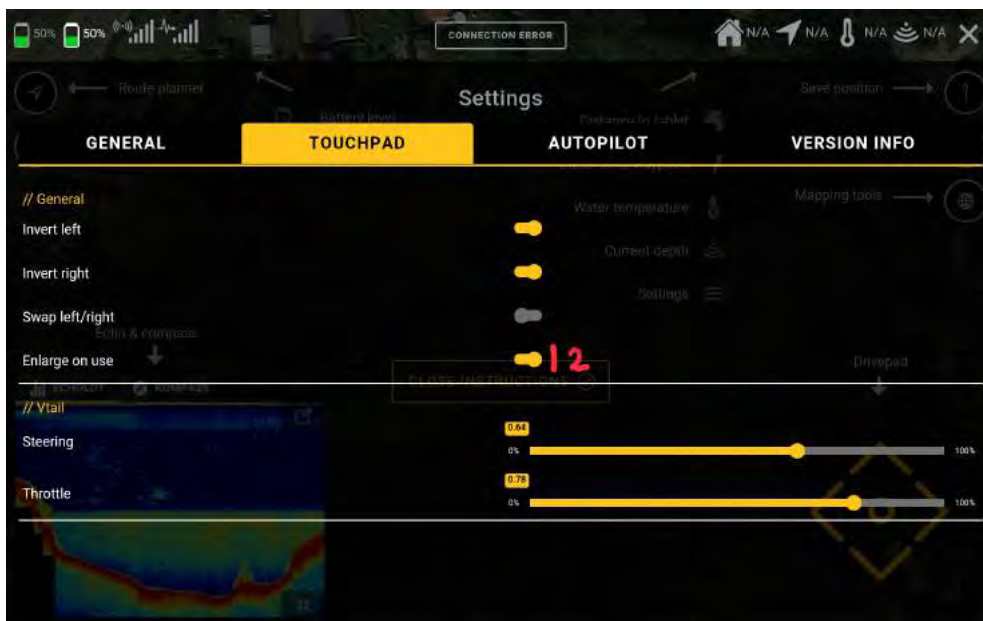 50% 50% CONNECTION ERROR N/A N/A N/A N/A
Route planner Settings Save position
Battery level Distance to tablet
GENERAL TOUCHPAD AUTOPILOT VERSION INFO
// General Water temperature Mapping tools
Invert left
Current depth
Invert right
Settings
Swap left/right
Echo & compass
Enlarge on use 12 Drivepad
CLOSE INSTRUCTIONS
// Vtail
0.64
Steering 0% 100%
0.78
Throttle 0% 100%